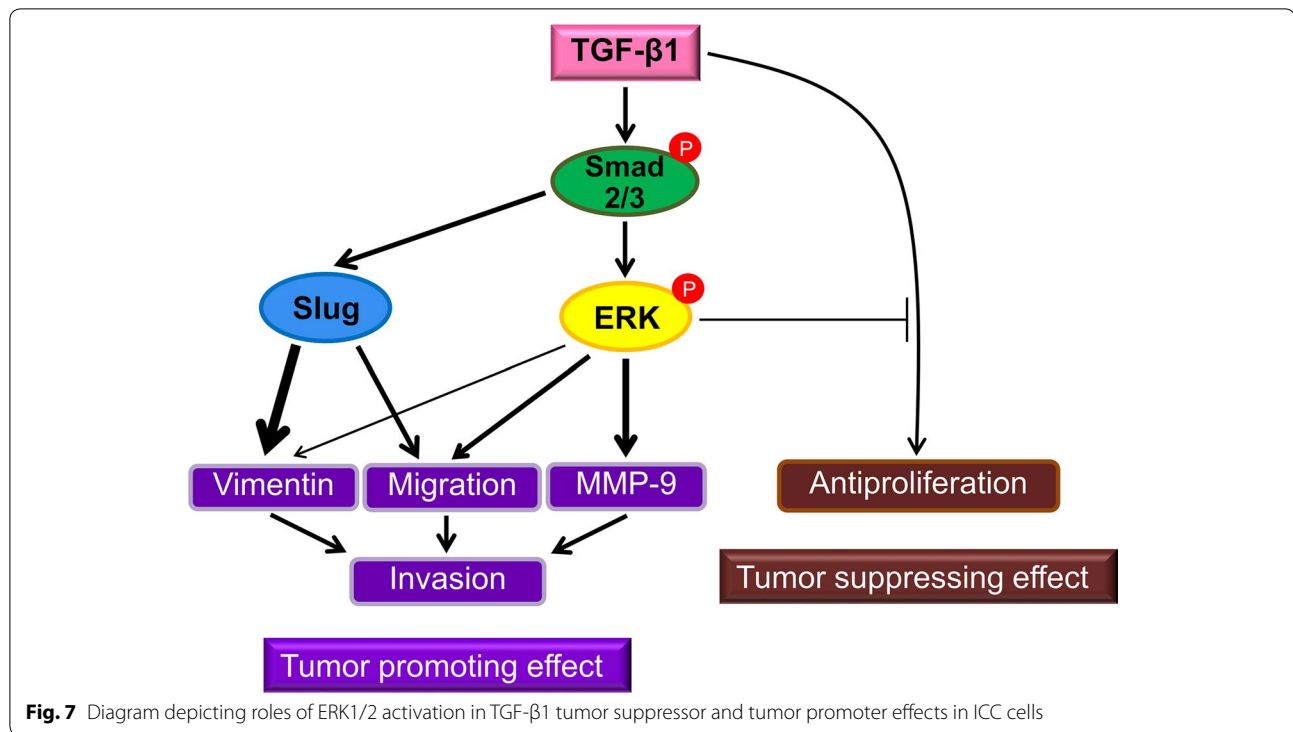 TGF-β1
P
Smad
2/3
P
Slug
ERK
Vimentin
Migration
MMP-9
Antiproliferation
Invasion
Tumor suppressing effect
Tumor promoting effect
Fig. 7 Diagram depicting roles of ERK1/2 activation in TGF-β1 tumor suppressor and tumor promoter effects in ICC cells